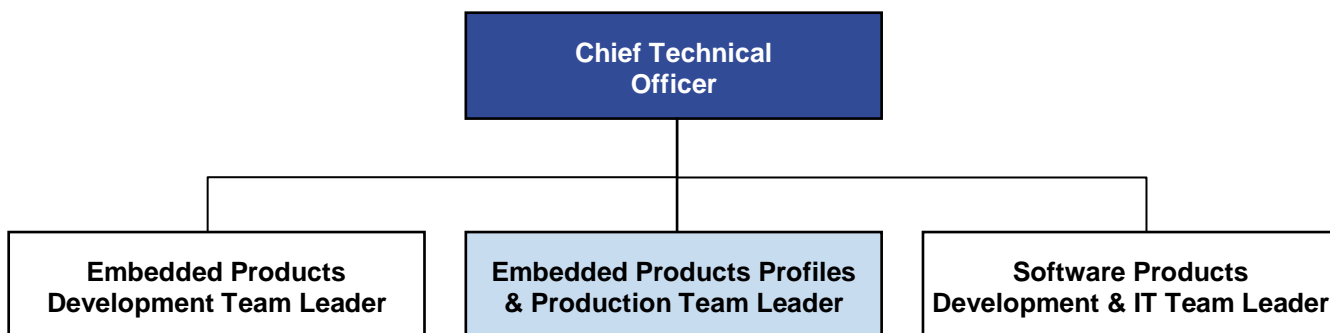 Chief Technical
Officer
Embedded Products
Development Team Leader
Embedded Products Profiles
& Production Team Leader
Software Products
Development & IT Team Leader